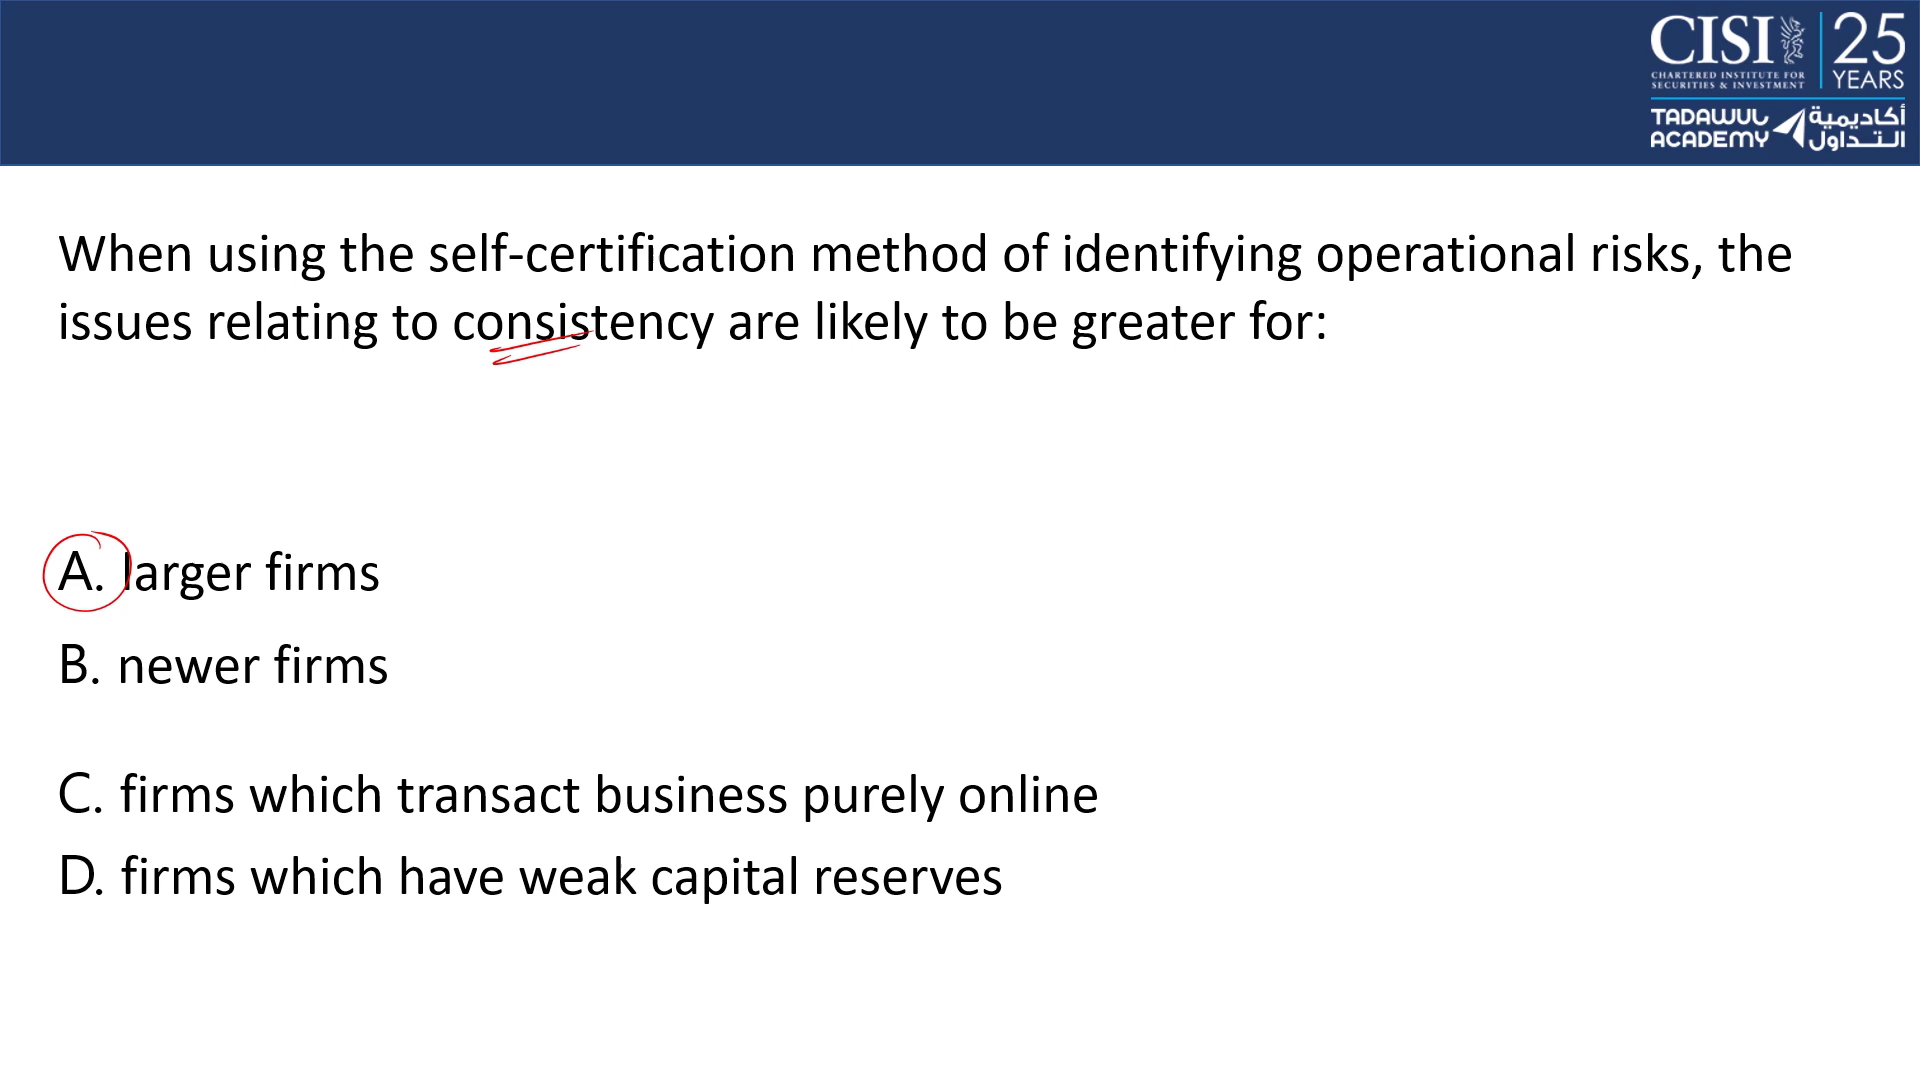 CISI 25
CHARTERED INSTITUTE FOR
SECURITIES & INVESTMENT YEARS
TADAWUL أكاديمية
ACADEMY التداول
When using the self-certification method of identifying operational risks, the
issues relating to consistency are likely to be greater for:
A. larger firms
B. newer firms
C. firms which transact business purely online
D. firms which have weak capital reserves